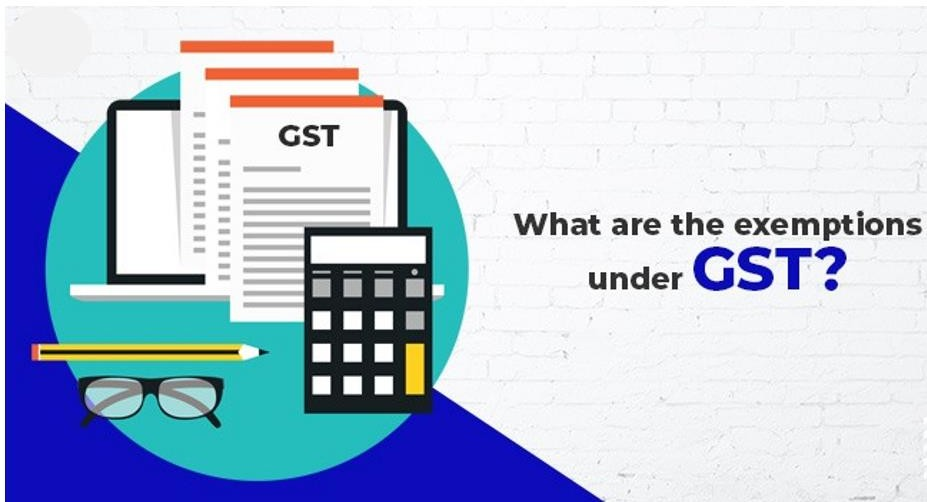 GST
What are the exemptions
under GST?